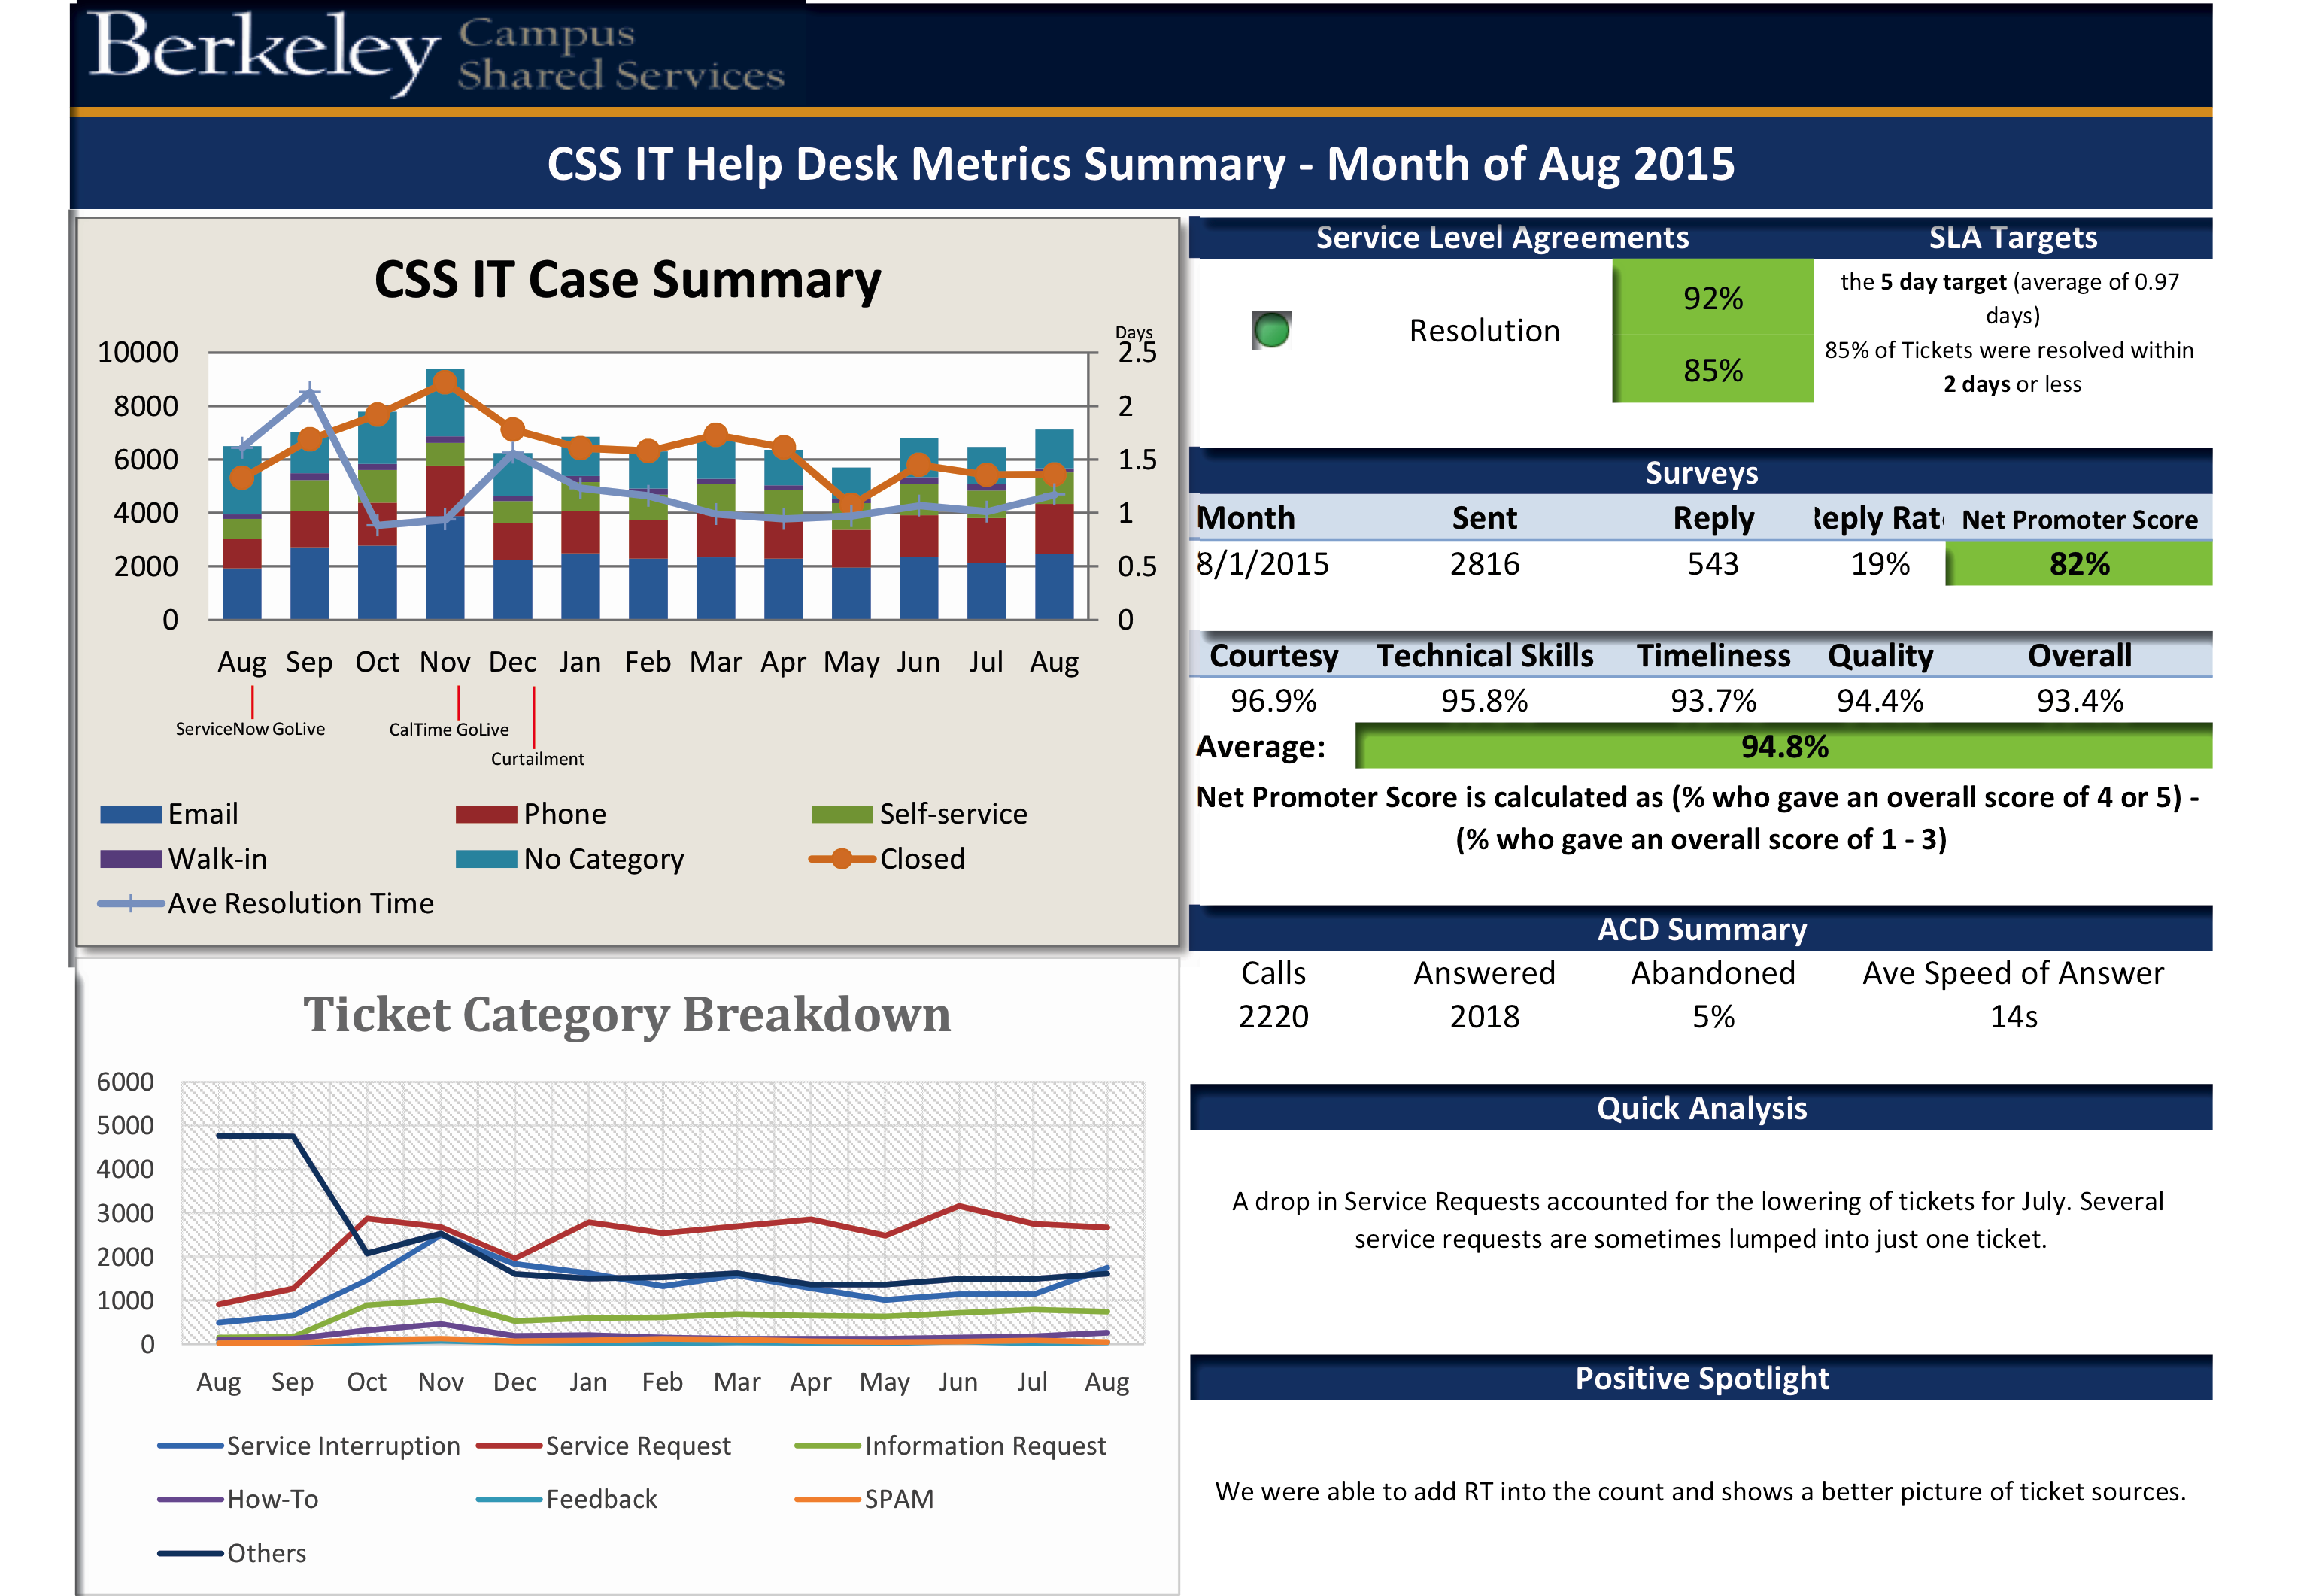 Berkeley Campus
Shared Services
CSS IT Help Desk Metrics Summary - Month of Aug 2015
CSS IT Case Summary
Days
10000
8000
6000
4000
2000
0
2.5
2
1.5
1
0.5
0
Aug Sep Oct Nov Dec Jan Feb Mar Apr May Jun Jul Aug
ServiceNow GoLive
CalTime GoLive
Curtailment
Email Phone Self-service
Walk-in No Category Closed
Ave Resolution Time
Ticket Category Breakdown
6000
5000
4000
3000
2000
1000
0
Aug Sep Oct Nov Dec Jan Feb Mar Apr May Jun Jul Aug
Service Interruption Service Request Information Request
How-To Feedback SPAM
Others
Service Level Agreements SLA Targets
Resolution
92%
85%
the 5 day target (average of 0.97
days)
85% of Tickets were resolved within
2 days or less
Surveys
Month Sent Reply Reply Rate Net Promoter Score
8/1/2015 2816 543 19% 82%
Courtesy Technical Skills Timeliness Quality Overall
96.9% 95.8% 93.7% 94.4% 93.4%
Average: 94.8%
Net Promoter Score is calculated as (% who gave an overall score of 4 or 5) -
(% who gave an overall score of 1 - 3)
ACD Summary
Calls Answered Abandoned Ave Speed of Answer
2220 2018 5% 14s
Quick Analysis
A drop in Service Requests accounted for the lowering of tickets for July. Several
service requests are sometimes lumped into just one ticket.
Positive Spotlight
We were able to add RT into the count and shows a better picture of ticket sources.